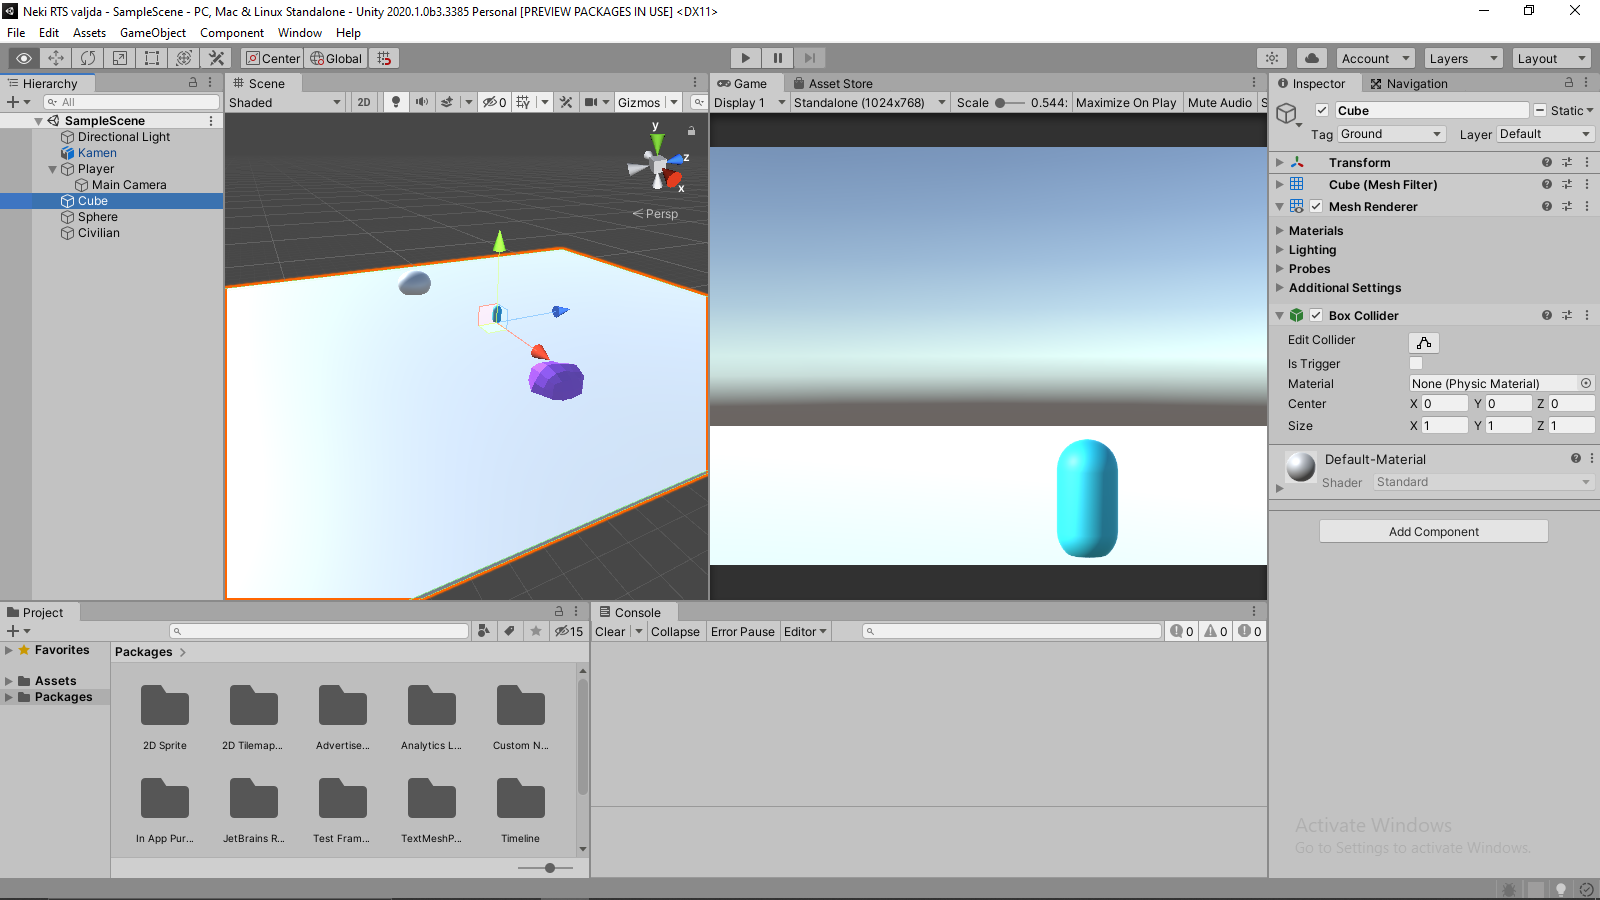 Neki RTS valjda - SampleScene - PC, Mac & Linux Standalone - Unity 2020.1.0b3.3385 Personal [PREVIEW PACKAGES IN USE] <DX11>
File Edit Assets GameObject Component Window Help
Center Global Account Layers Layout
Hierarchy
All
SampleScene
Directional Light
Kamen
Player
Main Camera
Cube
Sphere
Civilian
Scene
Shaded 2D 0 Gizmos
y
z
x
Persp
Game Asset Store
Display 1 Standalone (1024x768) Scale 0.544: Maximize On Play Mute Audio S
Inspector Navigation
Cube Static
Tag Ground Layer Default
Transform
Cube (Mesh Filter)
Mesh Renderer
Materials
Lighting
Probes
Additional Settings
Box Collider
Edit Collider
Is Trigger
Material None (Physic Material)
Center X 0 Y 0 Z 0
Size X 1 Y 1 Z 1
Default-Material
Shader Standard
Add Component
Project
15
Favorites
Assets
Packages
Packages
2D Sprite 2D Tilemap... Advertise... Analytics L... Custom N...
In App Pur... JetBrains R... Test Fram... TextMeshP... Timeline
Console
Clear Collapse Error Pause Editor 0 0 0
Activate Windows
Go to Settings to activate Windows.